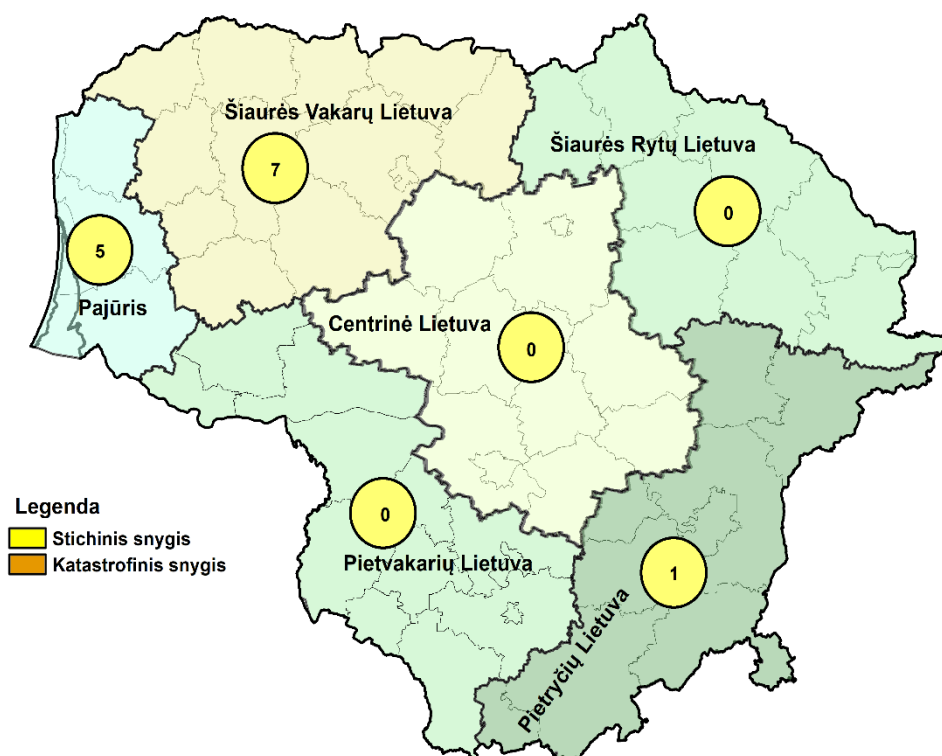 Šiaurės Vakarų Lietuva
7
Šiaurės Rytų Lietuva
0
5
Pajūris
Centrinė Lietuva
0
Legenda
Stichinis snygis
Katastrofinis snygis
0
Pietvakarių Lietuva
1
Pietryčių Lietuva